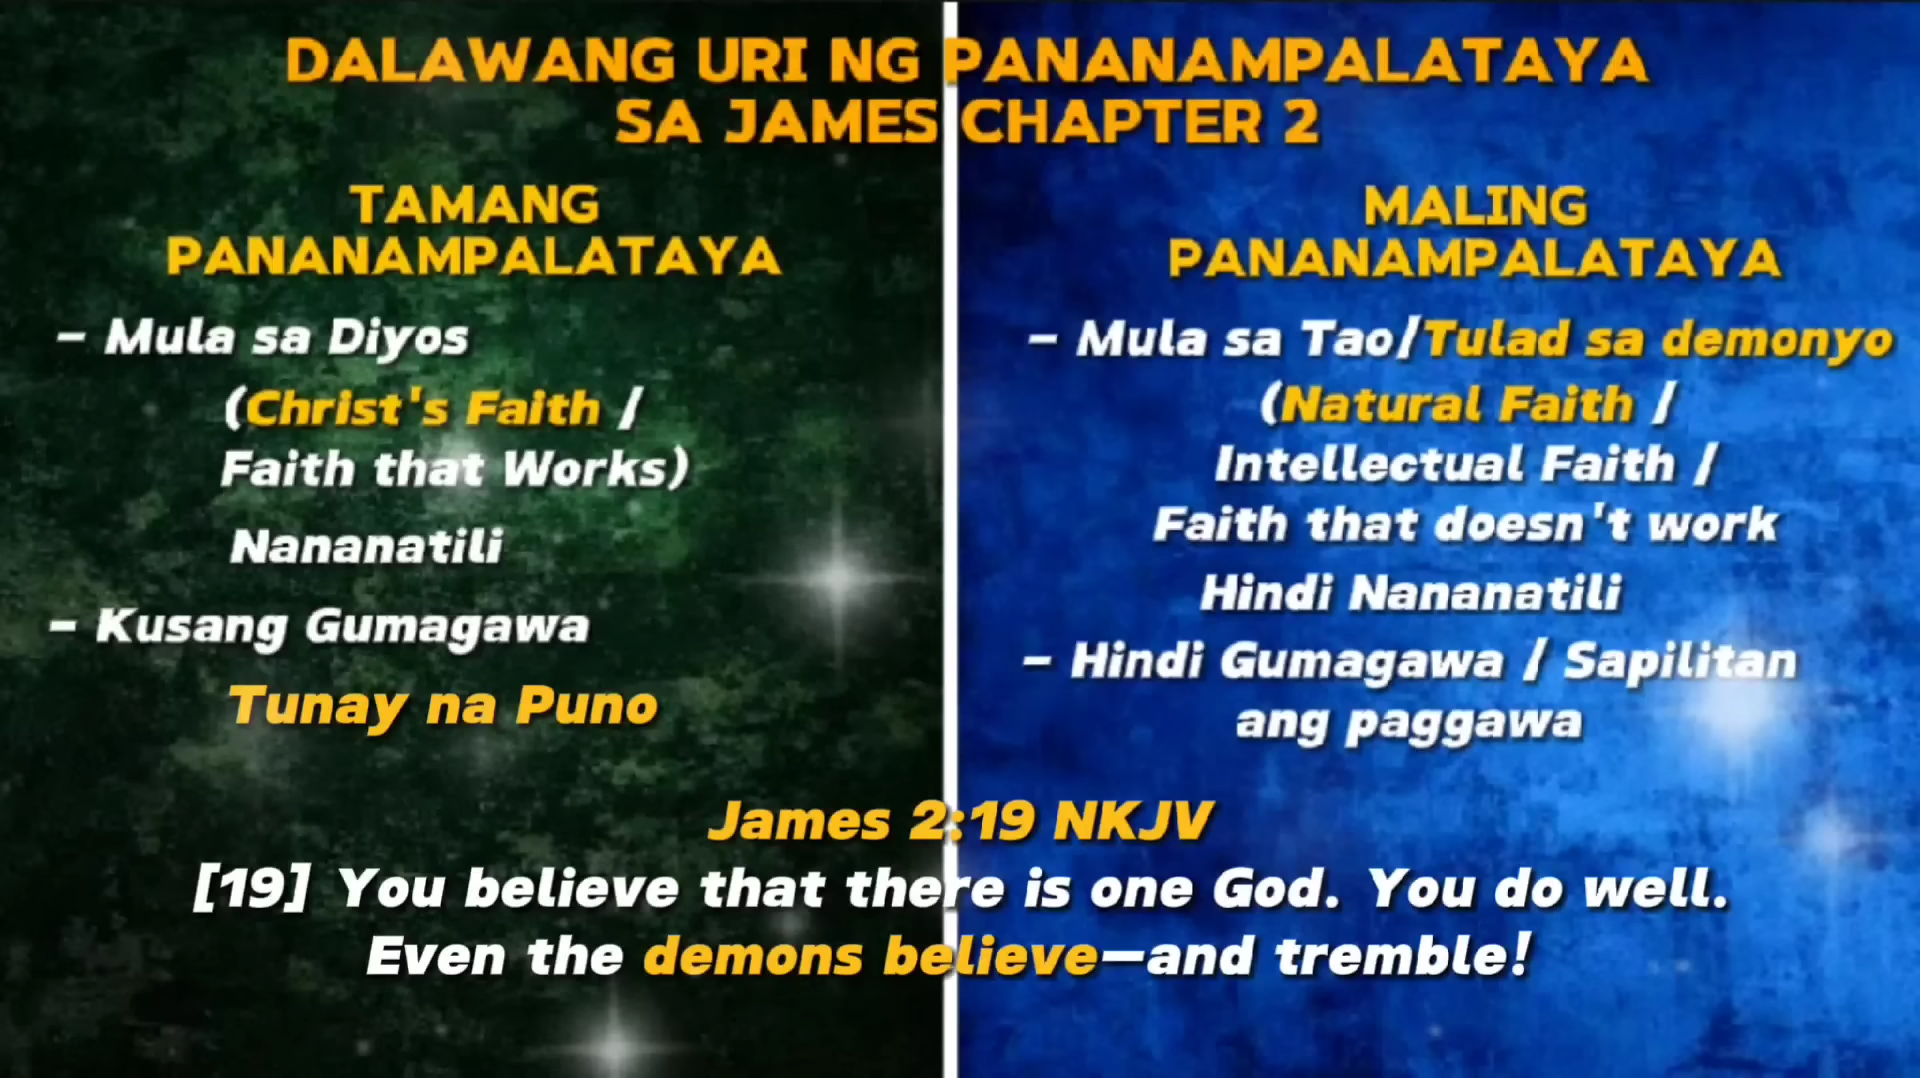 DALAWANG URI NG PANANAMPALATAYA
SA JAMES CHAPTER 2
TAMANG
PANANAMPALATAYA
- Mula sa Diyos
(Christ's Faith /
Faith that Works)
Nananatili
- Kusang Gumagawa
Tunay na Puno
MALING
PANANAMPALATAYA
- Mula sa Tao/Tulad sa demonyo
(Natural Faith /
Intellectual Faith /
Faith that doesn't work
Hindi Nananatili
- Hindi Gumagawa / Sapilitan
ang paggawa
James 2:19 NKJV
[19] You believe that there is one God. You do well.
Even the demons believe—and tremble!